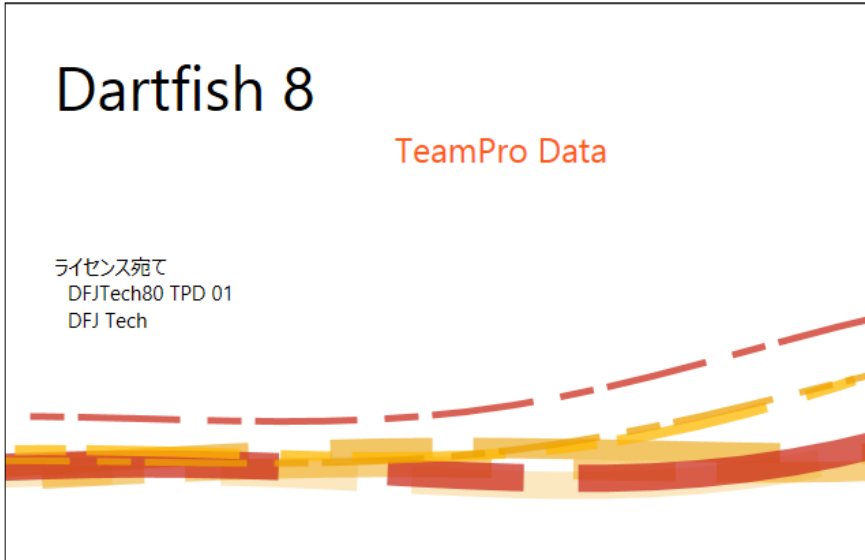 Dartfish 8
TeamPro Data
ライセンス宛て
DFJTech80 TPD 01
DFJ Tech